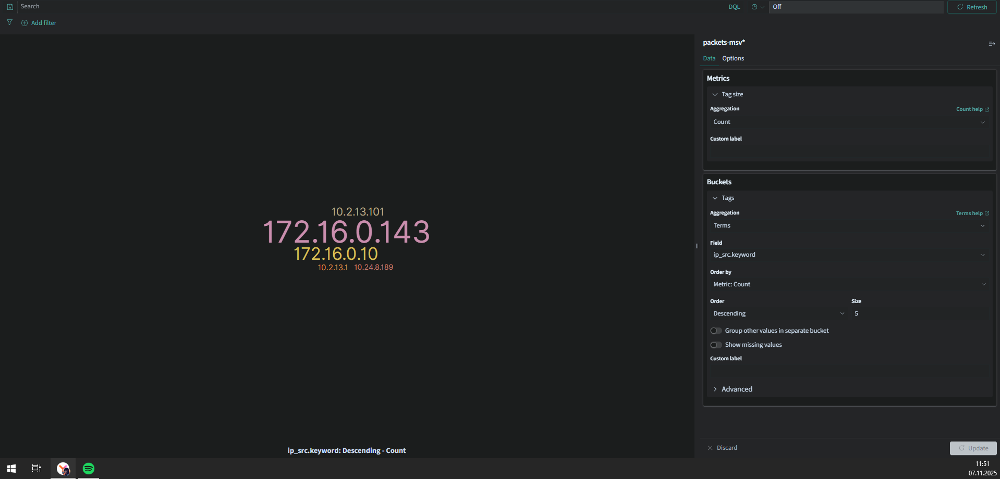 Search
DQL
Off
Refresh
Add filter
packets-msv*
Data Options
Metrics
Tag size
Aggregation
Count help
Count
Custom label
Buckets
Tags
Aggregation
Terms help
Terms
Field
ip_src.keyword
Order by
Metric: Count
Order Size
Descending 5
Group other values in separate bucket
Show missing values
Custom label
Advanced
Discard
Update
10.2.13.101
172.16.0.143
172.16.0.10
10.2.13.1 10.24.8.189
ip_src.keyword: Descending - Count
11:51
07.11.2025